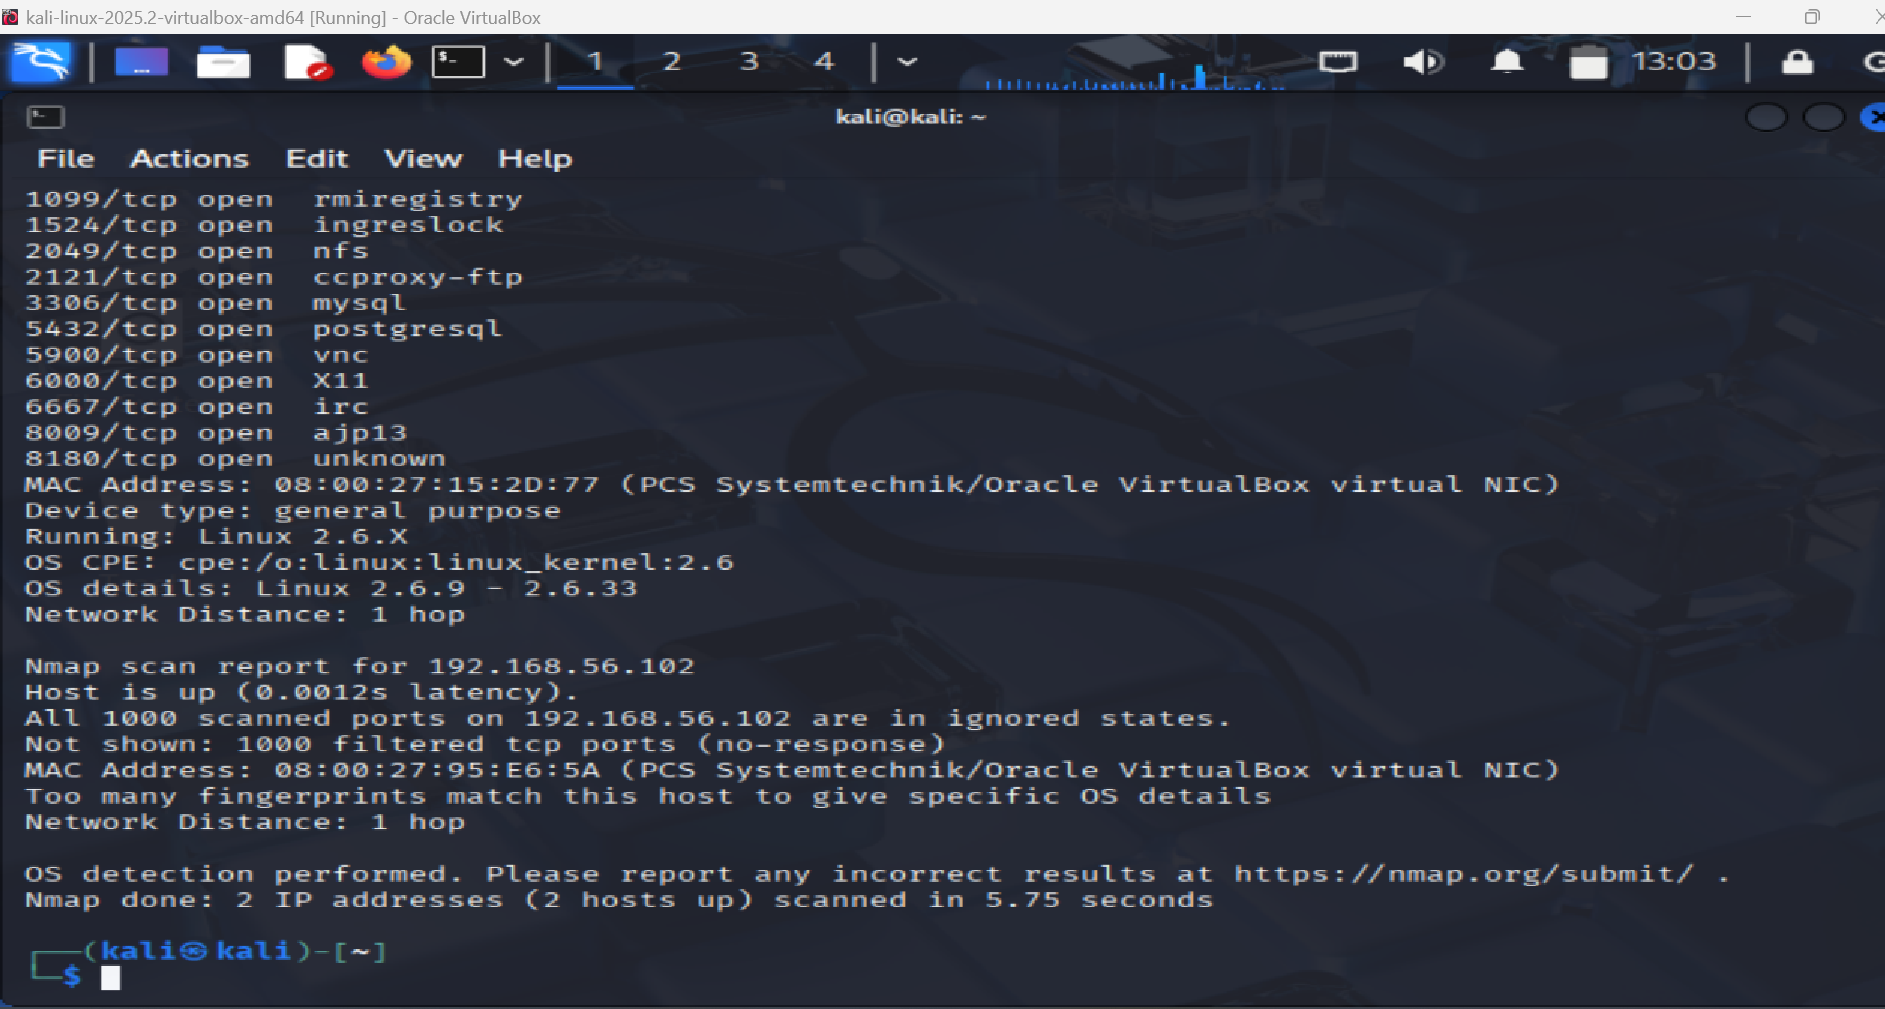 kali-linux-2025.2-virtualbox-amd64 [Running] - Oracle VirtualBox
1 2 3 4 13:03
kali@kali: ~
File Actions Edit View Help
1099/tcp open  rmiregistry
1524/tcp open  ingreslock
2049/tcp open  nfs
2121/tcp open  ccproxy-ftp
3306/tcp open  mysql
5432/tcp open  postgresql
5900/tcp open  vnc
6000/tcp open  X11
6667/tcp open  irc
8009/tcp open  ajp13
8180/tcp open  unknown
MAC Address: 08:00:27:15:2D:77 (PCS Systemtechnik/Oracle VirtualBox virtual NIC)
Device type: general purpose
Running: Linux 2.6.X
OS CPE: cpe:/o:linux:linux_kernel:2.6
OS details: Linux 2.6.9 - 2.6.33
Network Distance: 1 hop
Nmap scan report for 192.168.56.102
Host is up (0.0012s latency).
All 1000 scanned ports on 192.168.56.102 are in ignored states.
Not shown: 1000 filtered tcp ports (no-response)
MAC Address: 08:00:27:95:E6:5A (PCS Systemtechnik/Oracle VirtualBox virtual NIC)
Too many fingerprints match this host to give specific OS details
Network Distance: 1 hop
OS detection performed. Please report any incorrect results at https://nmap.org/submit/ .
Nmap done: 2 IP addresses (2 hosts up) scanned in 5.75 seconds
┌──(kali㉿kali)-[~]
└─$